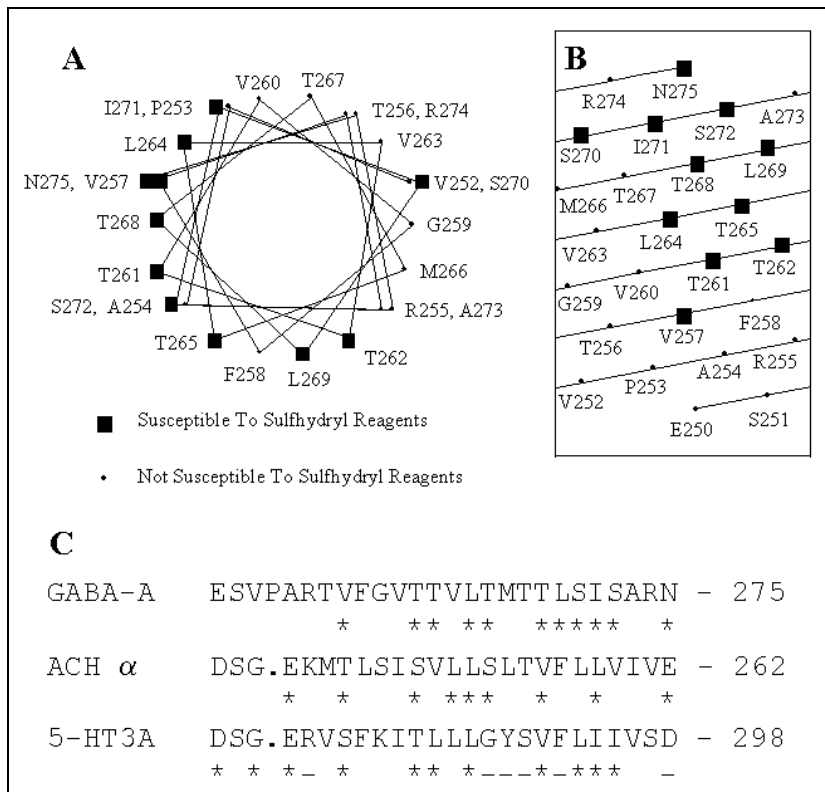 A
V260
T267
I271, P253
T256, R274
L264
V263
N275, V257
V252, S270
T268
G259
T261
M266
S272, A254
R255, A273
T265
T262
F258
L269
■ Susceptible To Sulfhydryl Reagents
• Not Susceptible To Sulfhydryl Reagents
B
R274
N275
S270
I271
S272
A273
M266
T267
T268
L269
V263
L264
T265
G259
V260
T261
T262
T256
V257
F258
V252
P253
A254
R255
E250
S251
C
GABA-A ESVPARTVFGVTTVLTMTTLSISARN - 275
* ** ** ***** *
ACH α DSG.EKMTLSISVLLSLTVFLLVIVE - 262
* * * *** * * *
5-HT3A DSG.ERVSFKITLLLGYSVFLIIVSD - 298
* * *_ * ** *___*_*** _